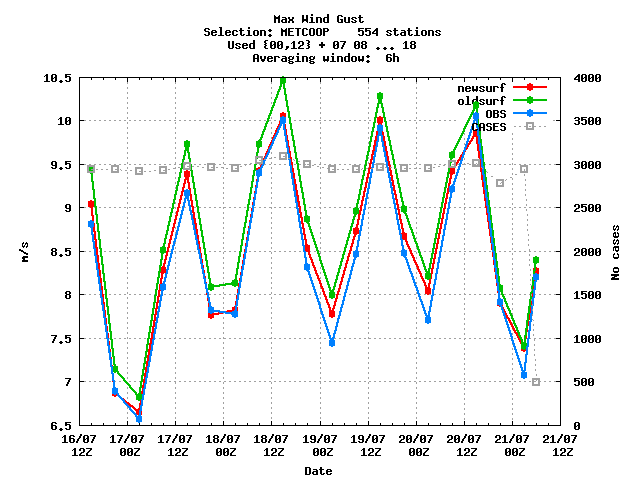 Max Wind Gust
Selection: METCOOP 554 stations
Used {00,12} + 07 08 ... 18
Averaging window: 6h
newsurf
oldsurf
OBS
CASES
10.5
10
9.5
9
8.5
8
7.5
7
6.5
m/s
4000
3500
3000
2500
2000
1500
1000
500
0
No cases
16/07 17/07 17/07 18/07 18/07 19/07 19/07 20/07 20/07 21/07 21/07
12Z 00Z 12Z 00Z 12Z 00Z 12Z 00Z 12Z 00Z 12Z
Date